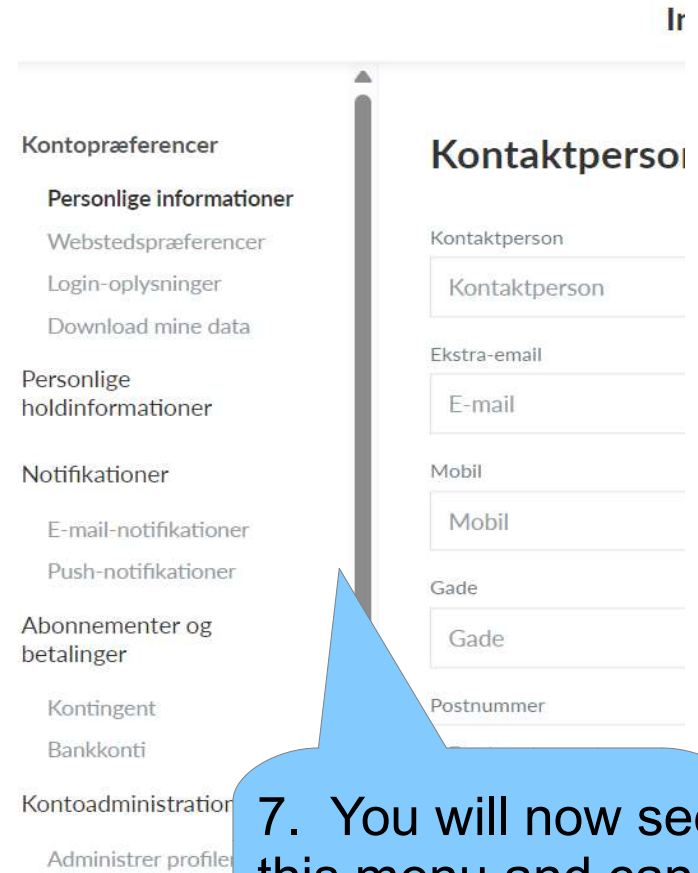 Kontopræferencer
Personlige informationer
Webstedspræferencer
Login-oplysninger
Download mine data
Personlige
holdinformationer
Notifikationer
E-mail-notifikationer
Push-notifikationer
Abonnementer og
betalinger
Kontingent
Bankkonti
Kontoadministration
Administrer profiler
Kontaktperson
Kontaktperson
Ekstra-email
E-mail
Mobil
Mobil
Gade
Gade
Postnummer
7. You will now see
this menu and can